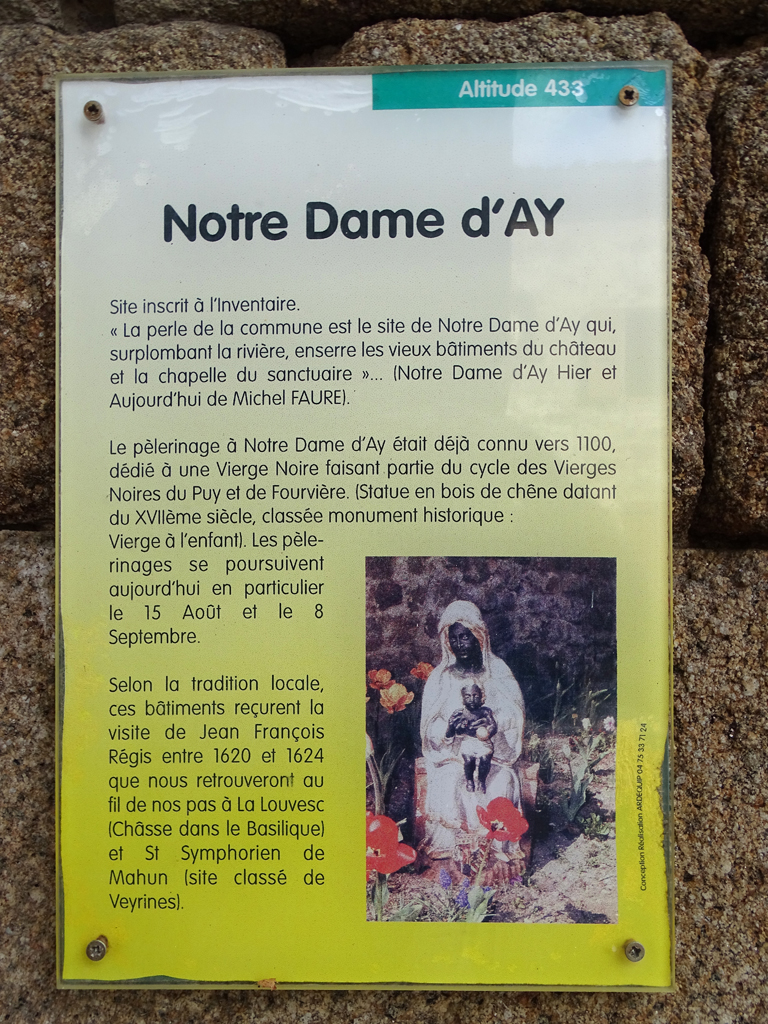 Altitude 433
Notre Dame d'AY
Site inscrit à l'Inventaire.
« La perle de la commune est le site de Notre Dame d'Ay qui,
surplombant la rivière, enserre les vieux bâtiments du château
et la chapelle du sanctuaire »... (Notre Dame d'Ay Hier et
Aujourd'hui de Michel FAURE).
Le pèlerinage à Notre Dame d'Ay était déjà connu vers 1100,
dédié à une Vierge Noire faisant partie du cycle des Vierges
Noires du Puy et de Fourvière. (Statue en bois de chêne datant
du XVIIème siècle, classée monument historique :
Vierge à l'enfant). Les pèle-
rinages se poursuivent
aujourd'hui en particulier
le 15 Août et le 8
Septembre.
Selon la tradition locale,
ces bâtiments reçurent la
visite de Jean François
Régis entre 1620 et 1624
que nous retrouveront au
fil de nos pas à La Louvesc
(Châsse dans le Basilique)
et St Symphorien de
Mahun (site classé de
Veyrines).
Conception Réalisation ARDEQUIP 04 75 33 71 24